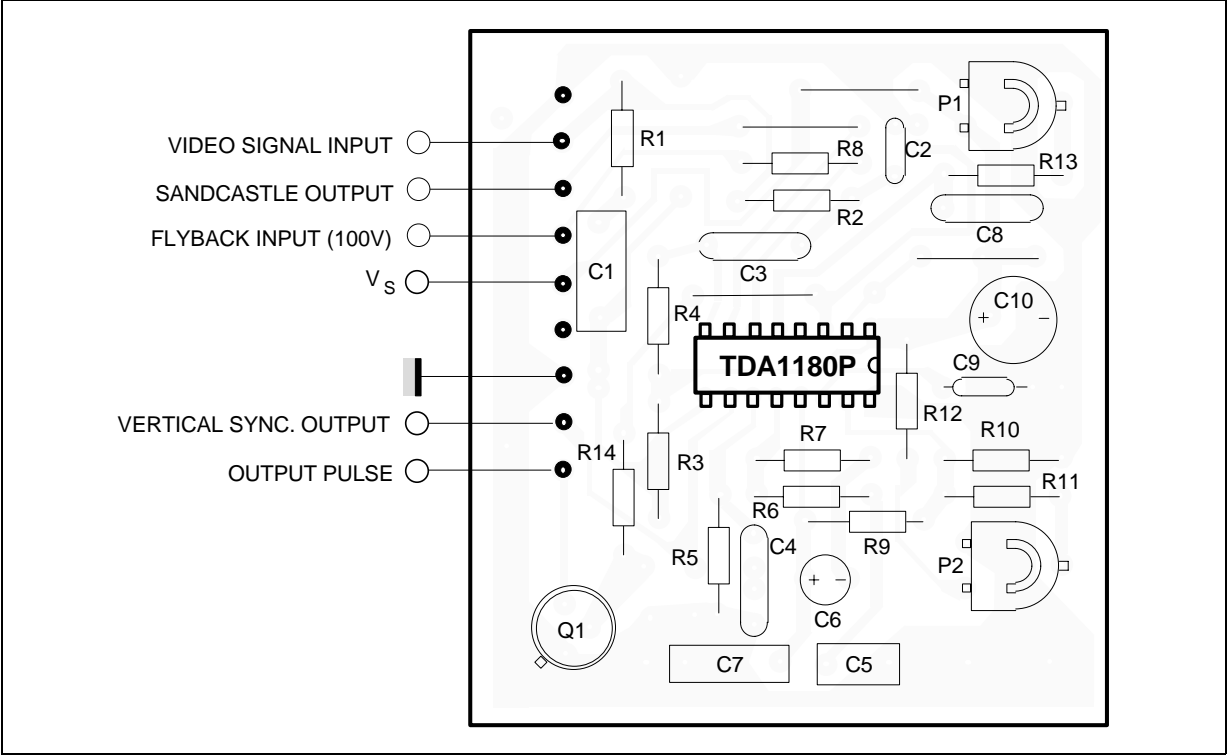 VIDEO SIGNAL INPUT
SANDCASTLE OUTPUT
FLYBACK INPUT (100V)
VS
VERTICAL SYNC. OUTPUT
OUTPUT PULSE
R1
R8
C2
P1
R13
R2
C8
C3
C1
R4
C10
+ −
TDA1180P
C9
R12
R14
R3
R7
R10
R11
R6
R9
R5
C4
P2
+ −
C6
Q1
C7
C5